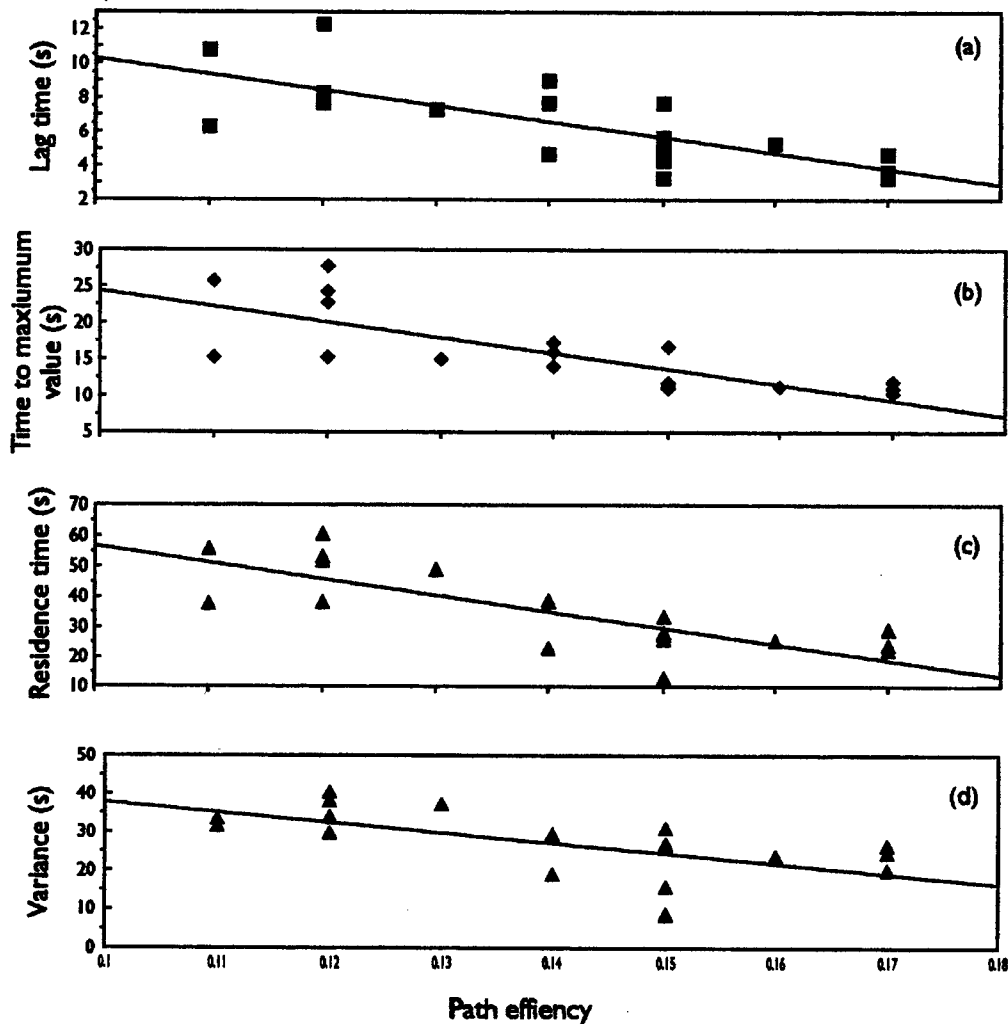 (a)
Lag time (s)
12
10
8
6
4
2
(b)
Time to maxiumum
value (s)
30
25
20
15
10
5
(c)
Residence time (s)
70
60
50
40
30
20
10
(d)
Variance (s)
50
40
30
20
10
0
0.1 0.11 0.12 0.13 0.14 0.15 0.16 0.17 0.18
Path effiency